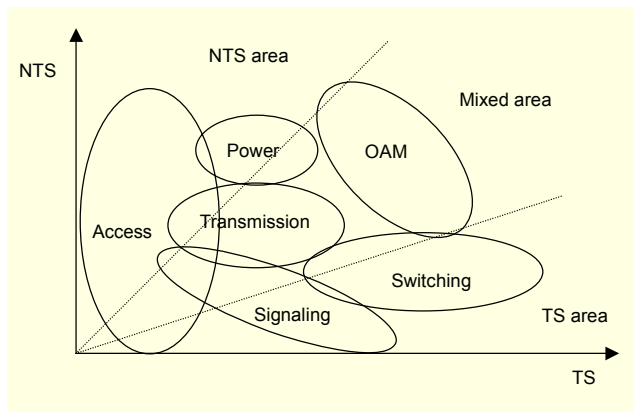 NTS area
NTS
Mixed area
Power
OAM
Transmission
Access
Switching
Signaling
TS area
TS